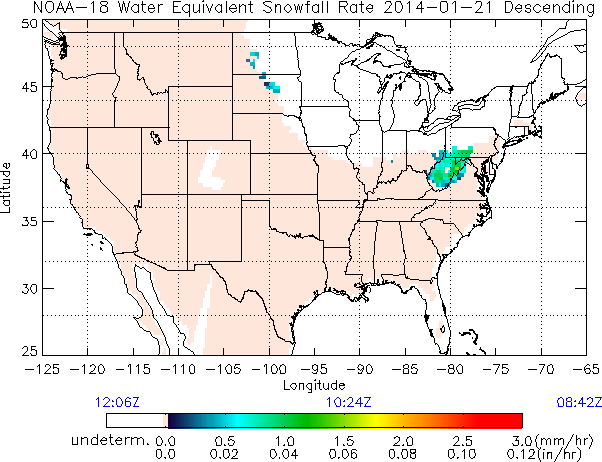 NOAA-18 Water Equivalent Snowfall Rate 2014-01-21 Descending
50
45
40
35
30
25
Latitude
-125 -120 -115 -110 -105 -100 -95 -90 -85 -80 -75 -70 -65
Longitude
12:06Z 10:24Z 08:42Z
undeterm. 0.0 0.5 1.0 1.5 2.0 2.5 3.0 (mm/hr)
0.0 0.02 0.04 0.06 0.08 0.10 0.12 (in/hr)